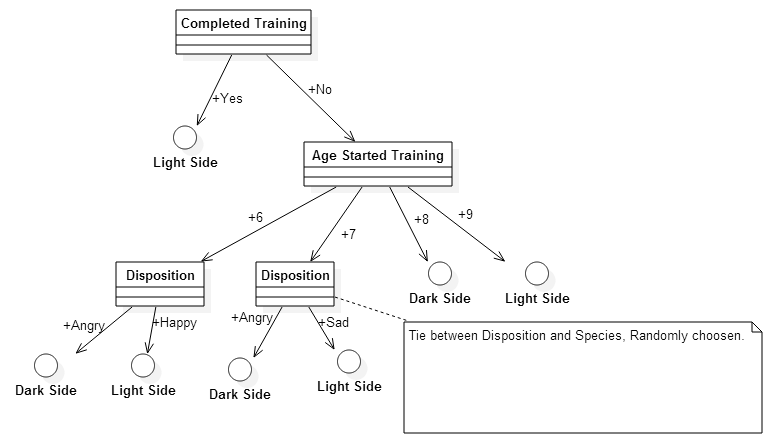 Completed Training
+Yes
+No
Light Side
Age Started Training
+6
+7
+8
+9
Disposition
Disposition
Dark Side
Light Side
+Angry
+Happy
+Angry
+Sad
Tie between Disposition and Species, Randomly choosen.
Dark Side
Light Side
Dark Side
Light Side